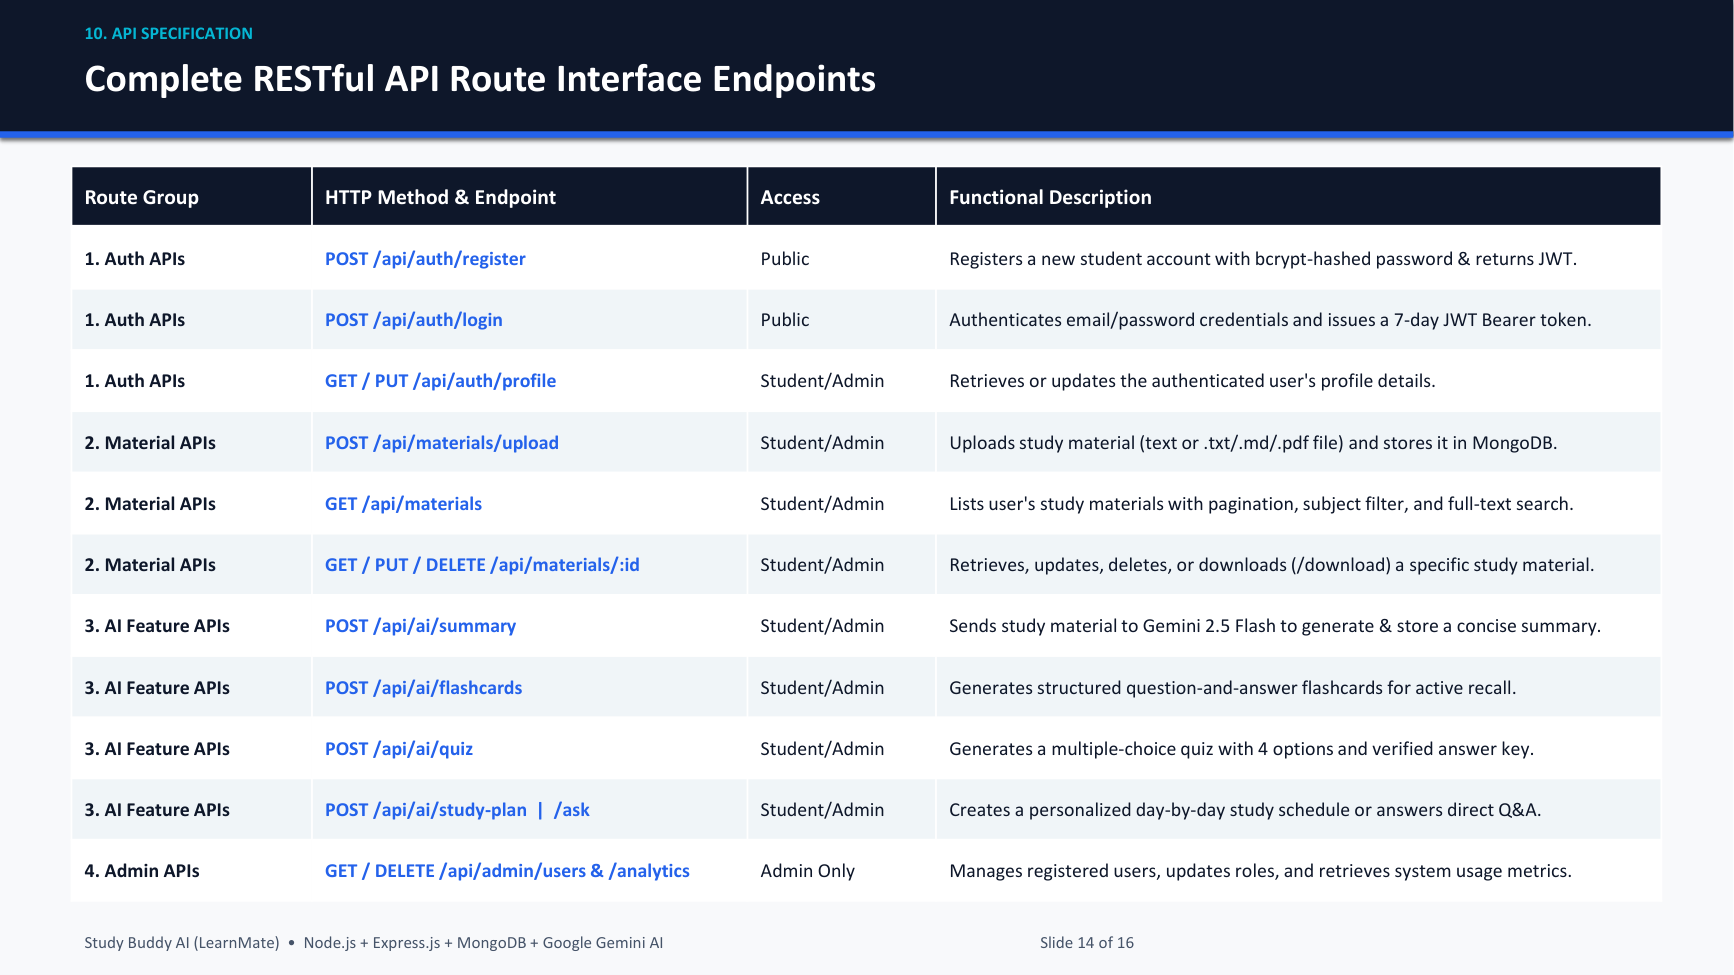 10. API SPECIFICATION
Complete RESTful API Route Interface Endpoints
Route Group HTTP Method & Endpoint Access Functional Description
1. Auth APIs POST /api/auth/register Public Registers a new student account with bcrypt-hashed password & returns JWT.
1. Auth APIs POST /api/auth/login Public Authenticates email/password credentials and issues a 7-day JWT Bearer token.
1. Auth APIs GET / PUT /api/auth/profile Student/Admin Retrieves or updates the authenticated user's profile details.
2. Material APIs POST /api/materials/upload Student/Admin Uploads study material (text or .txt/.md/.pdf file) and stores it in MongoDB.
2. Material APIs GET /api/materials Student/Admin Lists user's study materials with pagination, subject filter, and full-text search.
2. Material APIs GET / PUT / DELETE /api/materials/:id Student/Admin Retrieves, updates, deletes, or downloads (/download) a specific study material.
3. AI Feature APIs POST /api/ai/summary Student/Admin Sends study material to Gemini 2.5 Flash to generate & store a concise summary.
3. AI Feature APIs POST /api/ai/flashcards Student/Admin Generates structured question-and-answer flashcards for active recall.
3. AI Feature APIs POST /api/ai/quiz Student/Admin Generates a multiple-choice quiz with 4 options and verified answer key.
3. AI Feature APIs POST /api/ai/study-plan | /ask Student/Admin Creates a personalized day-by-day study schedule or answers direct Q&A.
4. Admin APIs GET / DELETE /api/admin/users & /analytics Admin Only Manages registered users, updates roles, and retrieves system usage metrics.
Study Buddy AI (LearnMate) • Node.js + Express.js + MongoDB + Google Gemini AI Slide 14 of 16